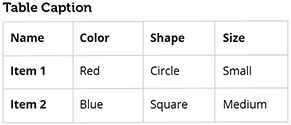 Table Caption
Name Color Shape Size
Item 1 Red Circle Small
Item 2 Blue Square Medium